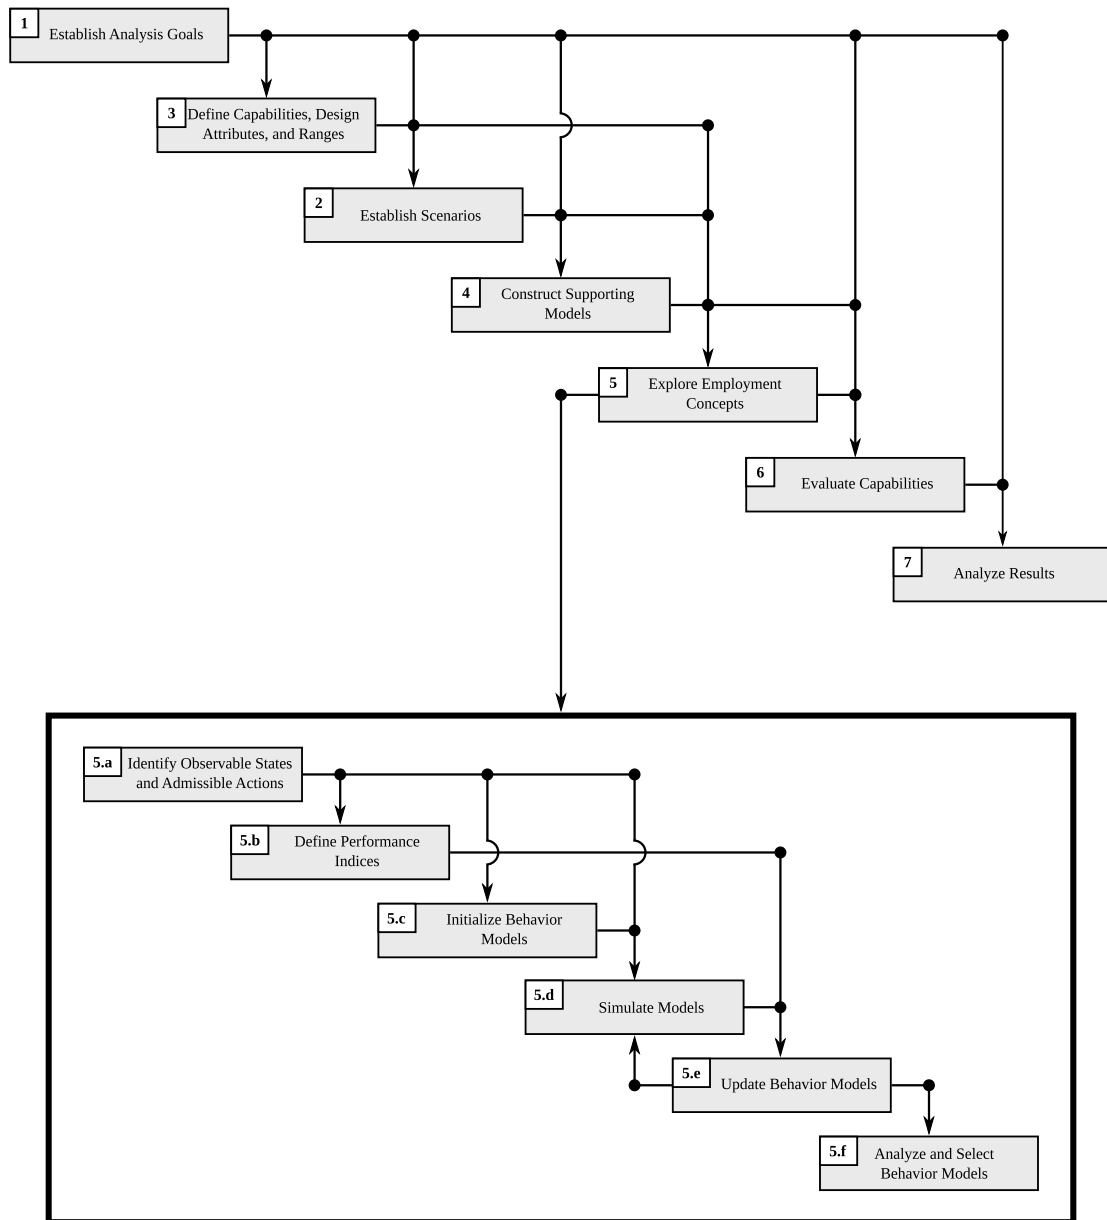 1
Establish Analysis Goals
3
Define Capabilities, Design
Attributes, and Ranges
2
Establish Scenarios
4
Construct Supporting
Models
5
Explore Employment
Concepts
6
Evaluate Capabilities
7
Analyze Results
5.a
Identify Observable States
and Admissible Actions
5.b
Define Performance
Indices
5.c
Initialize Behavior
Models
5.d
Simulate Models
5.e
Update Behavior Models
5.f
Analyze and Select
Behavior Models